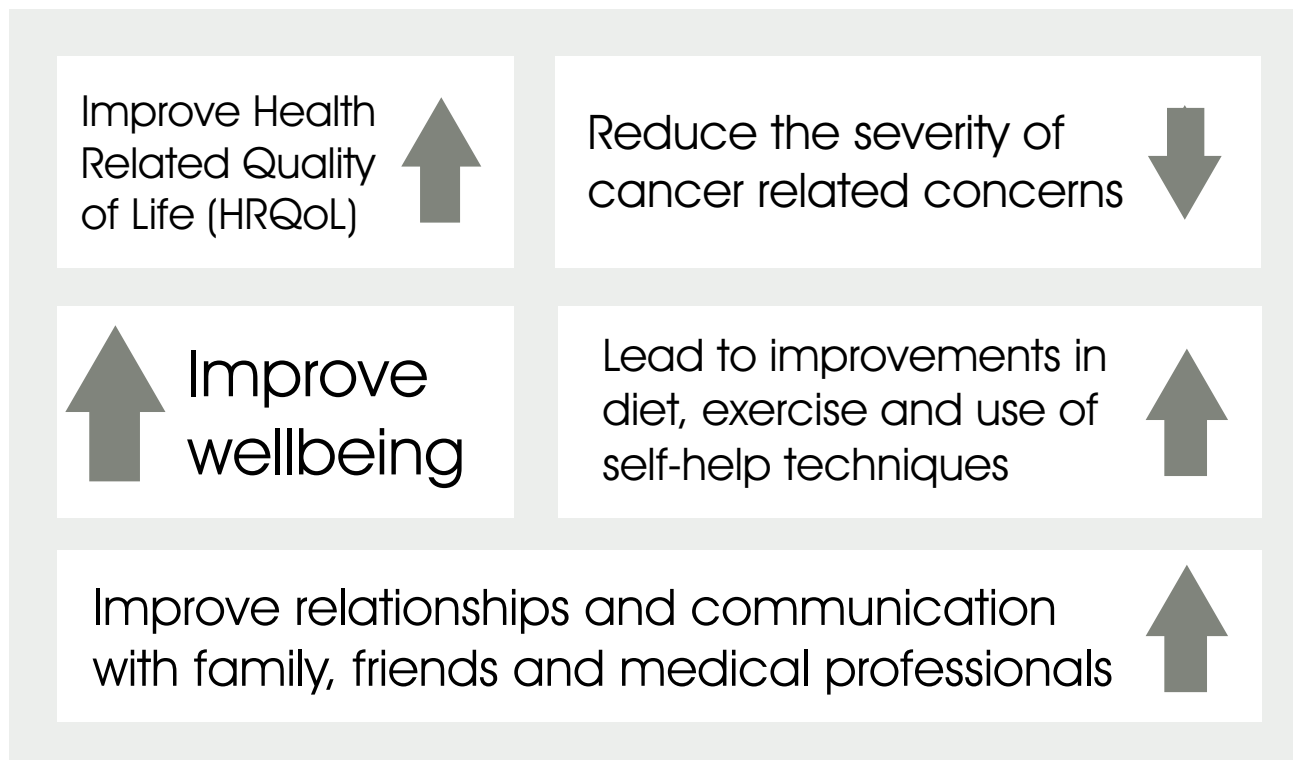 Improve Health
Related Quality
of Life (HRQoL)
Reduce the severity of
cancer related concerns
Improve
wellbeing
Lead to improvements in
diet, exercise and use of
self-help techniques
Improve relationships and communication
with family, friends and medical professionals